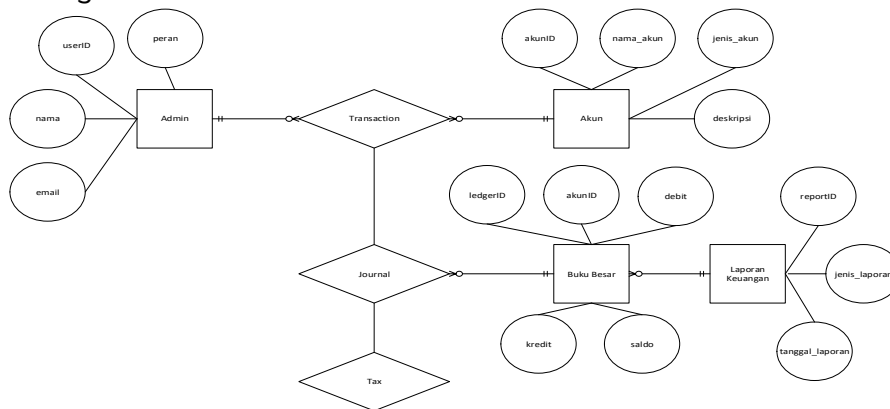 userID
peran
akunID
nama_akun
jenis_akun
nama
Admin
Transaction
Akun
deskripsi
email
ledgerID
akunID
debit
reportID
Journal
Buku Besar
Laporan
Keuangan
jenis_laporan
kredit
saldo
tanggal_laporan
Tax